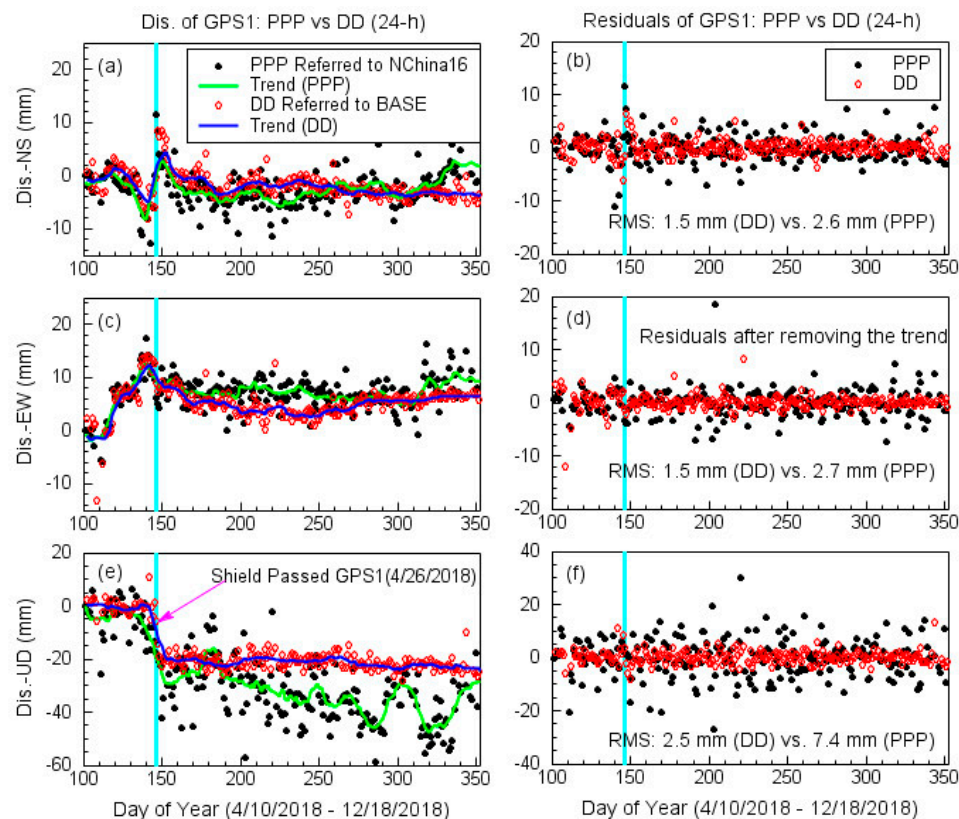 Dis. of GPS1: PPP vs DD (24-h)
Residuals of GPS1: PPP vs DD (24-h)
(a)
PPP Referred to NChina16
Trend (PPP)
DD Referred to BASE
Trend (DD)
.Dis.-NS (mm)
20
10
0
-10
100 150 200 250 300 350
(b)
PPP
DD
20
10
0
-10
-20
RMS: 1.5 mm (DD) vs. 2.6 mm (PPP)
100 150 200 250 300 350
(c)
Dis.-EW (mm)
20
10
0
-10
100 150 200 250 300 350
(d)
Residuals after removing the trend
20
10
0
-10
-20
RMS: 1.5 mm (DD) vs. 2.7 mm (PPP)
100 150 200 250 300 350
(e)
Shield Passed GPS1(4/26/2018)
Dis.-UD (mm)
20
0
-20
-40
-60
100 150 200 250 300 350
Day of Year (4/10/2018 - 12/18/2018)
(f)
40
20
0
-20
-40
RMS: 2.5 mm (DD) vs. 7.4 mm (PPP)
100 150 200 250 300 350
Day of Year (4/10/2018 - 12/18/2018)